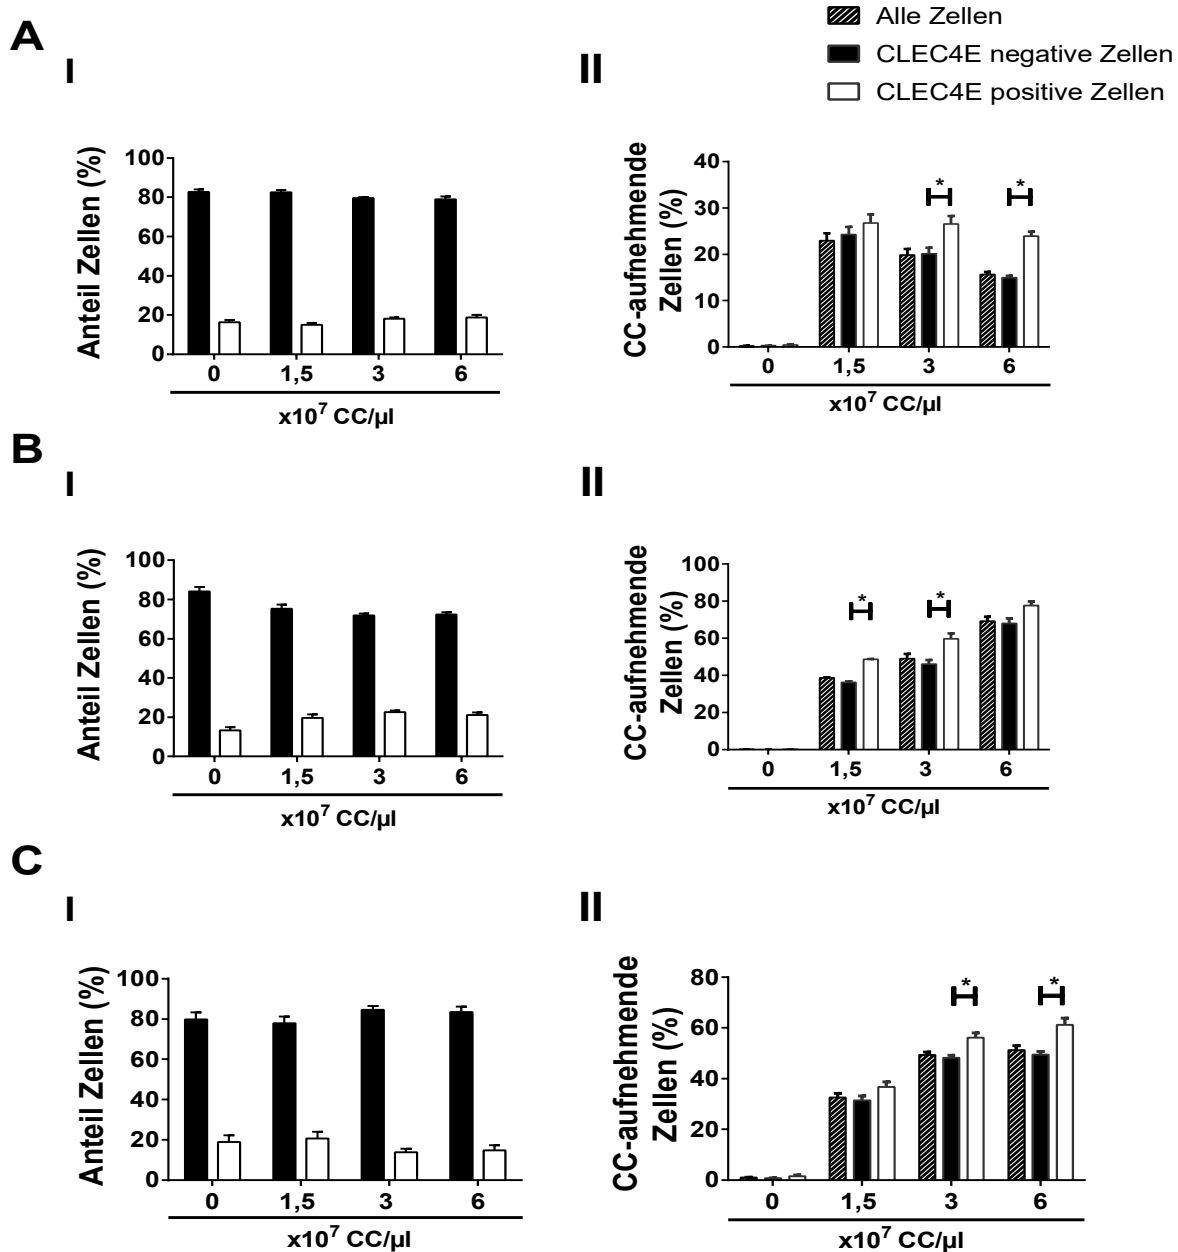 A
I
II
Alle Zellen
CLEC4E negative Zellen
CLEC4E positive Zellen
Anteil Zellen (%)
100
80
60
40
20
0
0 1,5 3 6
x10⁷ CC/µl
CC-aufnehmende
Zellen (%)
40
30
20
10
0
* *
0 1,5 3 6
x10⁷ CC/µl
B
I
II
Anteil Zellen (%)
100
80
60
40
20
0
0 1,5 3 6
x10⁷ CC/µl
CC-aufnehmende
Zellen (%)
100
80
60
40
20
0
* *
0 1,5 3 6
x10⁷ CC/µl
C
I
II
Anteil Zellen (%)
100
80
60
40
20
0
0 1,5 3 6
x10⁷ CC/µl
CC-aufnehmende
Zellen (%)
80
60
40
20
0
* *
0 1,5 3 6
x10⁷ CC/µl